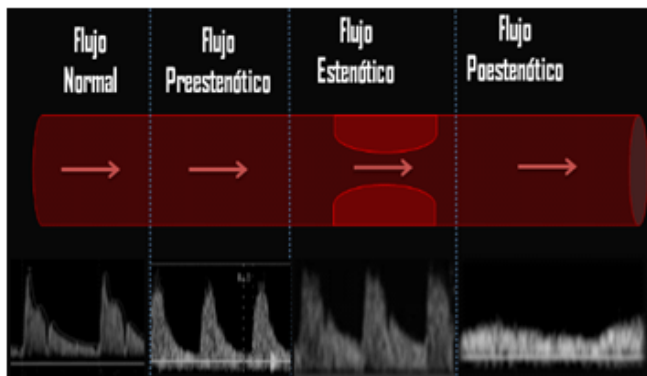 Flujo
Normal
Flujo
Preestenótico
Flujo
Estenótico
Flujo
Poestenótico